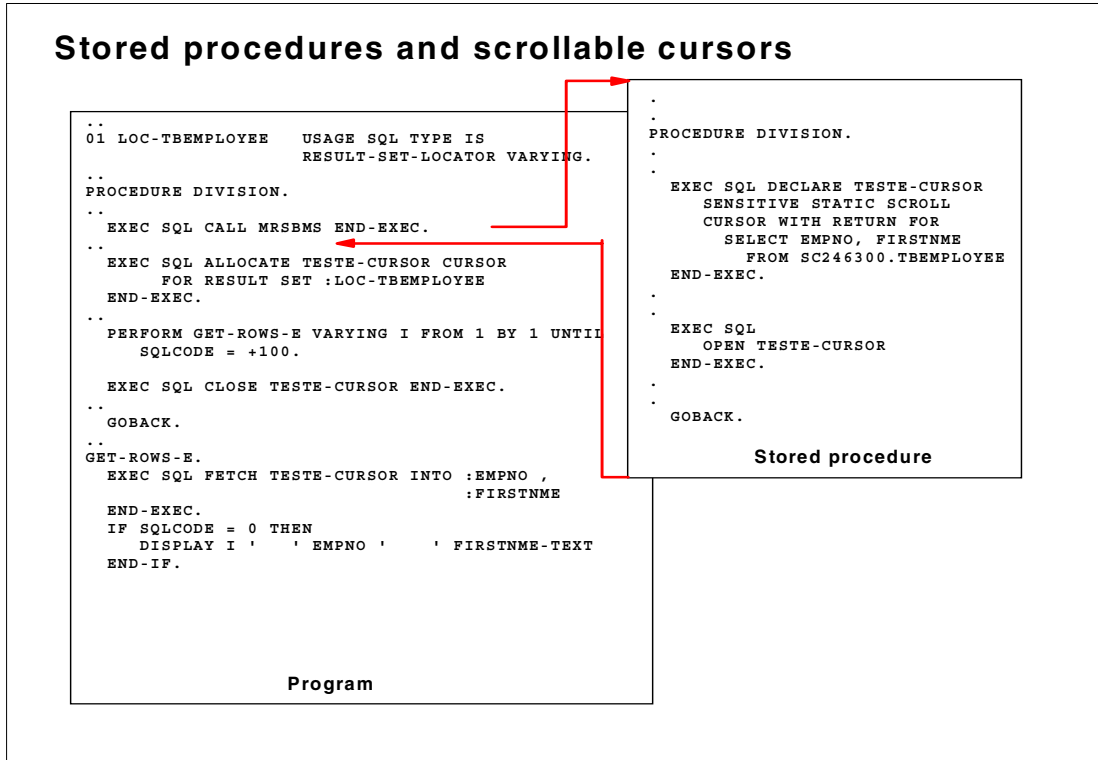 Stored procedures and scrollable cursors
..
01 LOC-TBEMPLOYEE   USAGE SQL TYPE IS
                    RESULT-SET-LOCATOR VARYING.
..
PROCEDURE DIVISION.
..
  EXEC SQL CALL MRSBMS END-EXEC.
..
  EXEC SQL ALLOCATE TESTE-CURSOR CURSOR
       FOR RESULT SET :LOC-TBEMPLOYEE
  END-EXEC.
..
  PERFORM GET-ROWS-E VARYING I FROM 1 BY 1 UNTIL
     SQLCODE = +100.
  EXEC SQL CLOSE TESTE-CURSOR END-EXEC.
..
  GOBACK.
..
GET-ROWS-E.
  EXEC SQL FETCH TESTE-CURSOR INTO :EMPNO ,
                                   :FIRSTNME
  END-EXEC.
  IF SQLCODE = 0 THEN
     DISPLAY I '   ' EMPNO '    ' FIRSTNME-TEXT
  END-IF.
Program
.
.
.
PROCEDURE DIVISION.
.
.
  EXEC SQL DECLARE TESTE-CURSOR
     SENSITIVE STATIC SCROLL
     CURSOR WITH RETURN FOR
       SELECT EMPNO, FIRSTNME
         FROM SC246300.TBEMPLOYEE
  END-EXEC.
.
.
  EXEC SQL
     OPEN TESTE-CURSOR
  END-EXEC.
.
.
  GOBACK.
Stored procedure